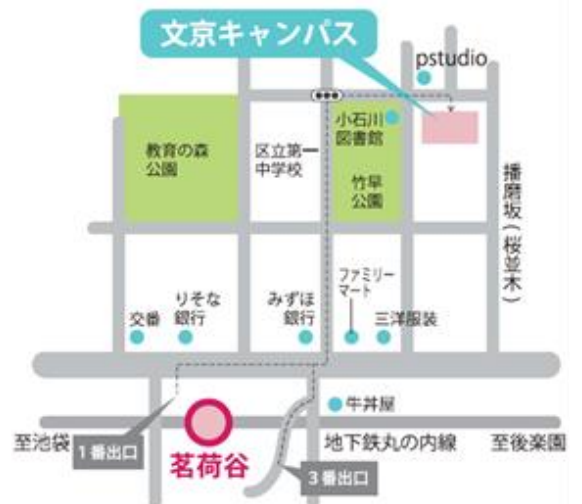 文京キャンパス
pstudio
小石川
図書館
教育の森
公園
区立第一
中学校
竹早
公園
播磨坂(桜並木)
ファミリー
マート
りそな
銀行
みずほ
銀行
交番
三洋服装
牛丼屋
至池袋
1番出口
茗荷谷
3番出口
地下鉄丸の内線
至後楽園